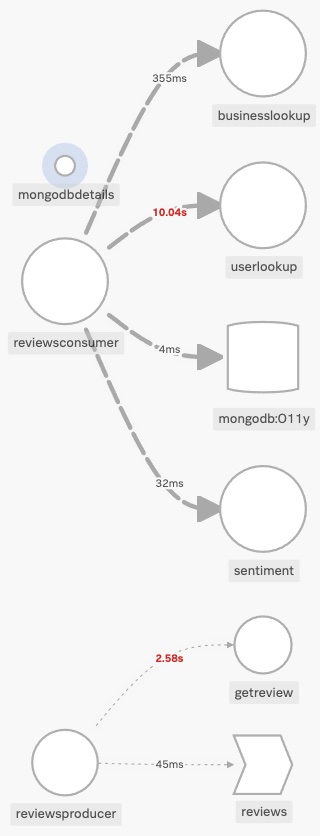 355ms
businesslookup
mongodbdetails
10.04s
userlookup
reviewsconsumer
4ms
mongodb:O11y
32ms
sentiment
2.58s
getreview
45ms
reviewsproducer
reviews